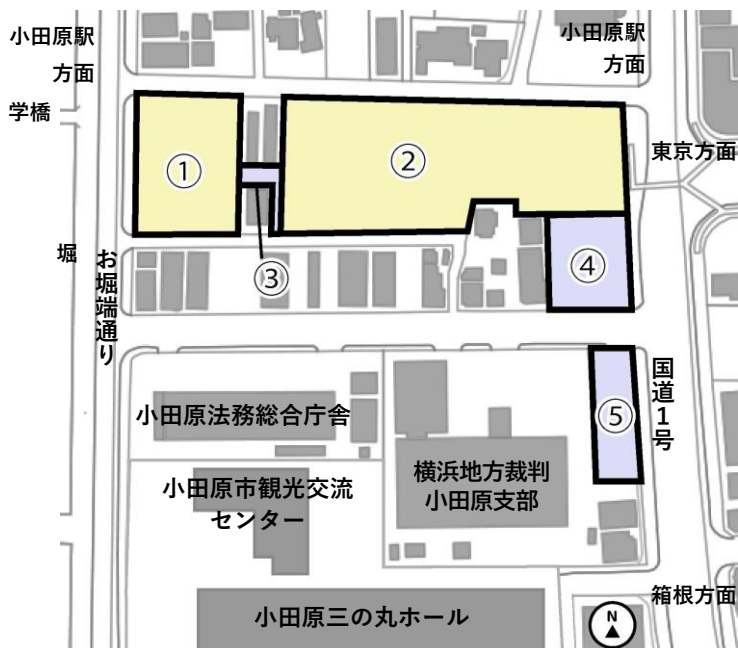 小田原駅
方面
小田原駅
方面
学橋
東京方面
①
②
③
④
堀
お堀端通り
国道1号
⑤
小田原法務総合庁舎
横浜地方裁判
小田原支部
小田原市観光交流
センター
小田原三の丸ホール
箱根方面
N